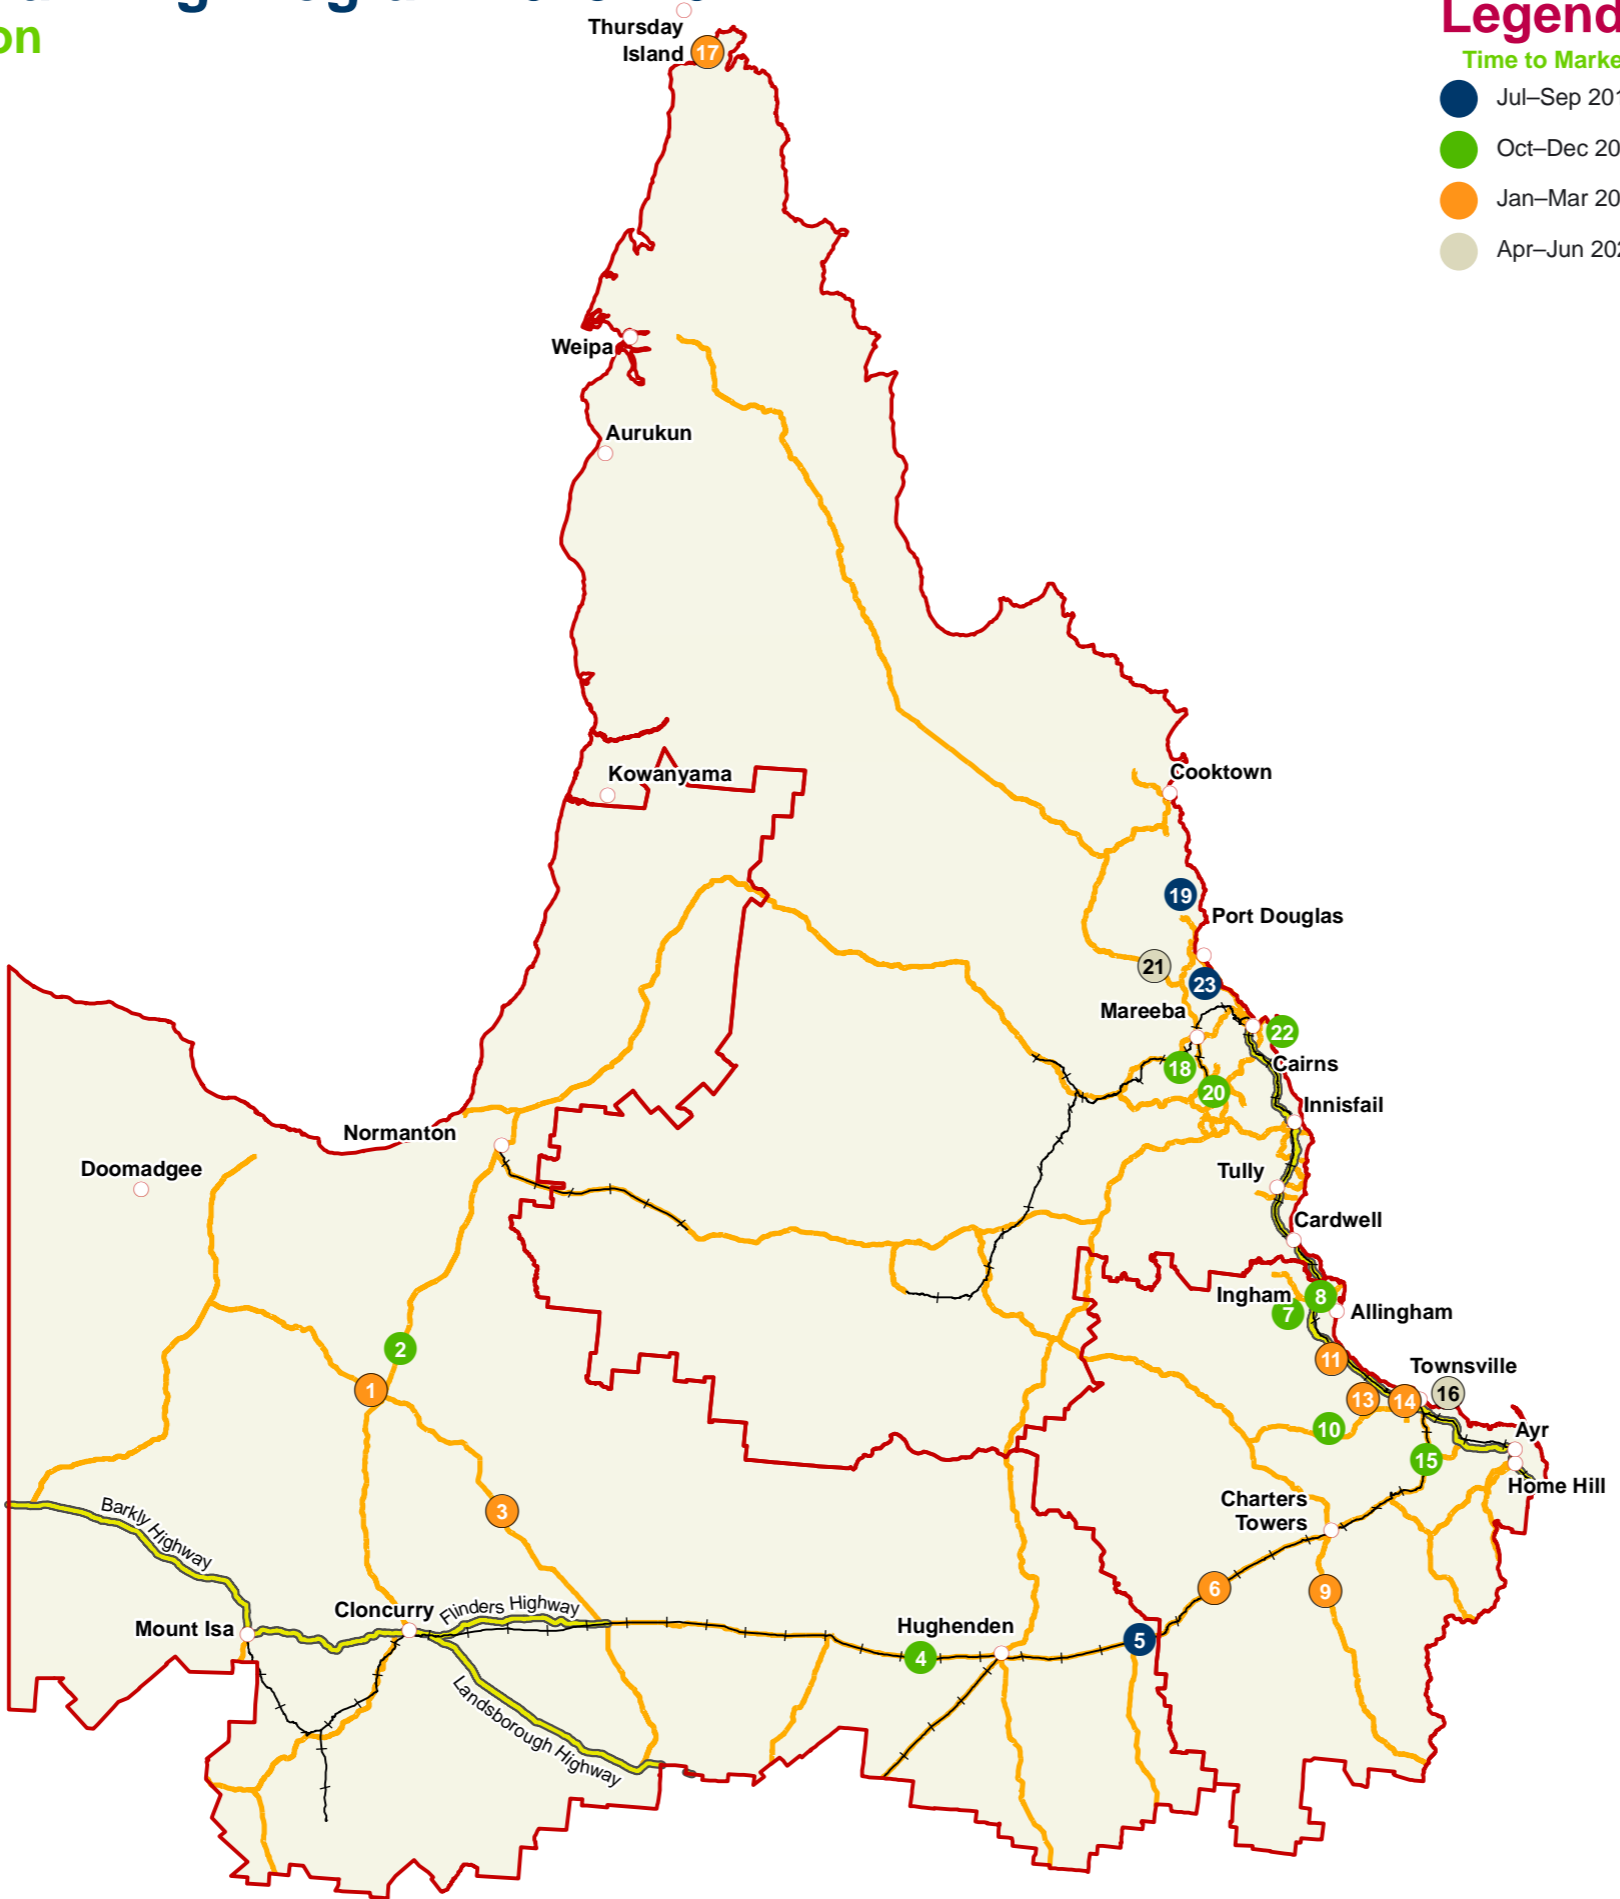 on
Legend
Time to Marke
Jul–Sep 201
Oct–Dec 20
Jan–Mar 20
Apr–Jun 202
Thursday
Island
17
Weipa
Aurukun
Kowanyama
Cooktown
19
Port Douglas
21
23
Mareeba
22
18
Cairns
20
Innisfail
Normanton
Doomadgee
Tully
Cardwell
Ingham
8
7
Allingham
2
11
Townsville
1
13
14
16
10
Ayr
15
Home Hill
Charters
Towers
3
Barkly Highway
6
9
Cloncurry
Flinders Highway
Mount Isa
Hughenden
5
4
Landsborough Highway